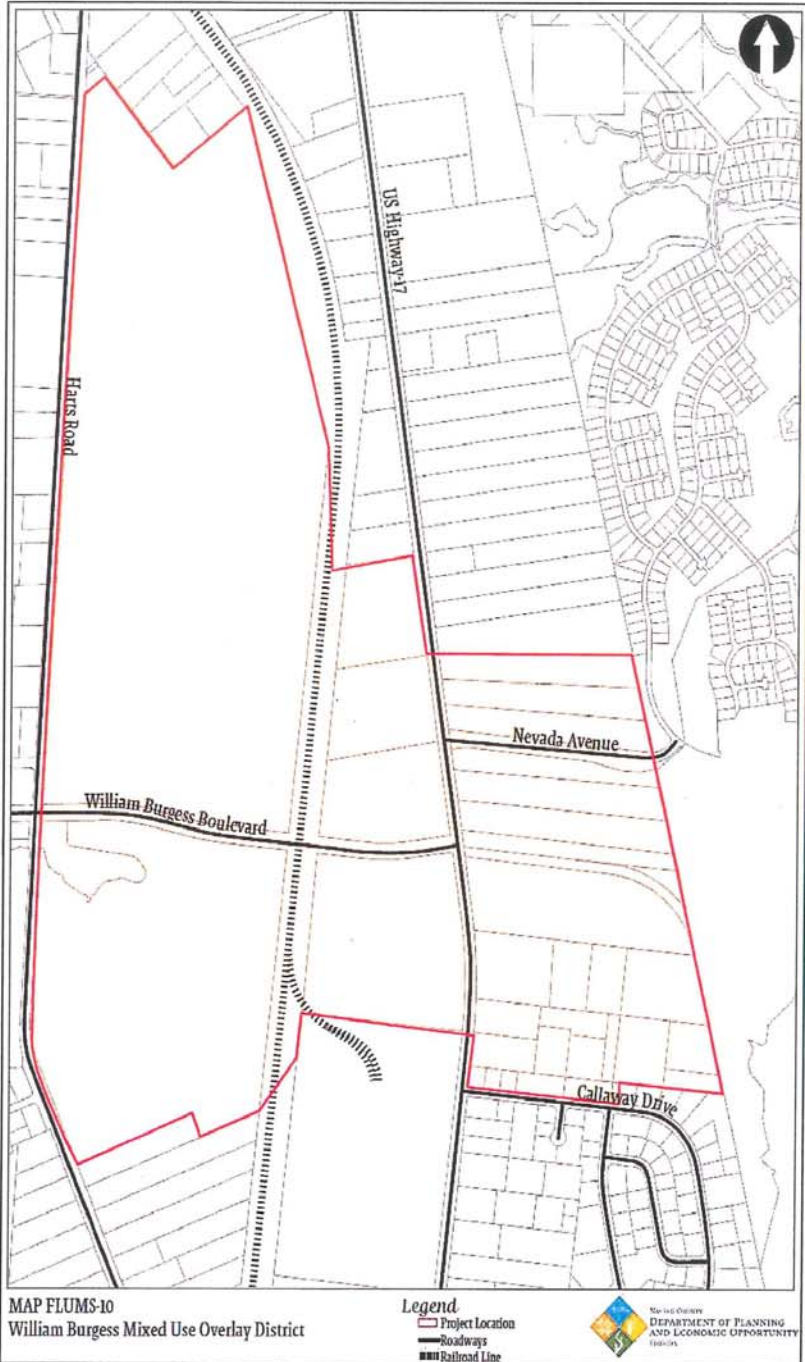 US Highway-17
Harts Road
Nevada Avenue
William Burgess Boulevard
Callaway Drive
MAP FLUMS-10
William Burgess Mixed Use Overlay District
Legend
Project Location
Roadways
Railroad Line
DEPARTMENT OF PLANNING
AND ECONOMIC OPPORTUNITY